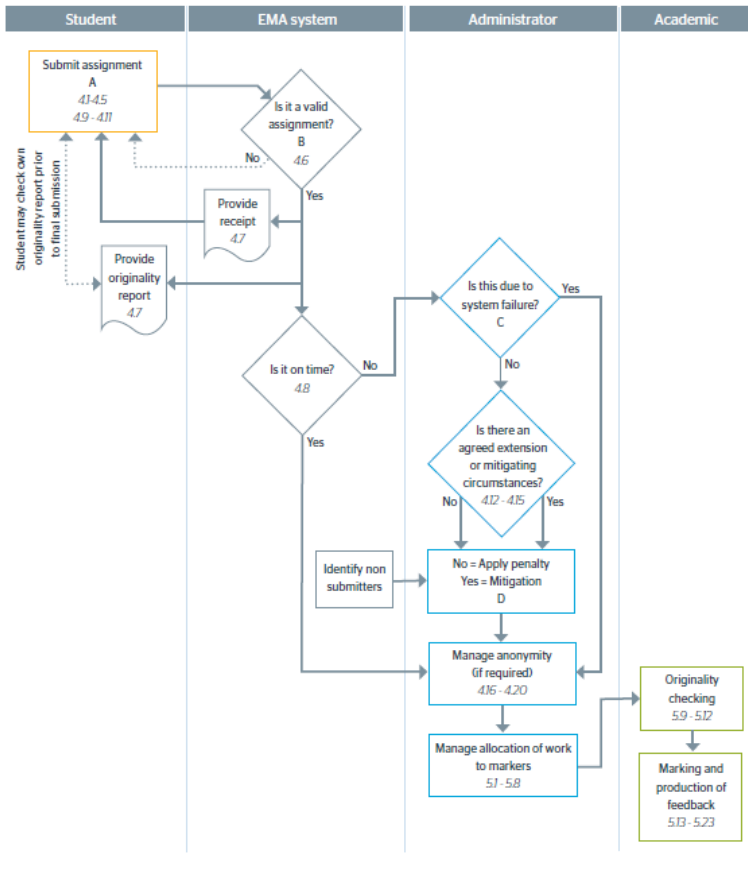 Student
EMA system
Administrator
Academic
Submit assignment
A
4.1-4.5
4.9 - 4.11
Is it a valid
assignment?
B
4.6
No
Yes
Student may check own
originality report prior
to final submission
Provide
receipt
4.7
Provide
originality
report
4.7
Is it on time?
4.8
No
Yes
Is this due to
system failure?
C
Yes
No
Is there an
agreed extension
or mitigating
circumstances?
4.12 - 4.15
No
Yes
Identify non
submitters
No = Apply penalty
Yes = Mitigation
D
Manage anonymity
(if required)
4.16 - 4.20
Manage allocation of work
to markers
5.1 - 5.8
Originality
checking
5.9 - 5.12
Marking and
production of
feedback
5.13 - 5.23